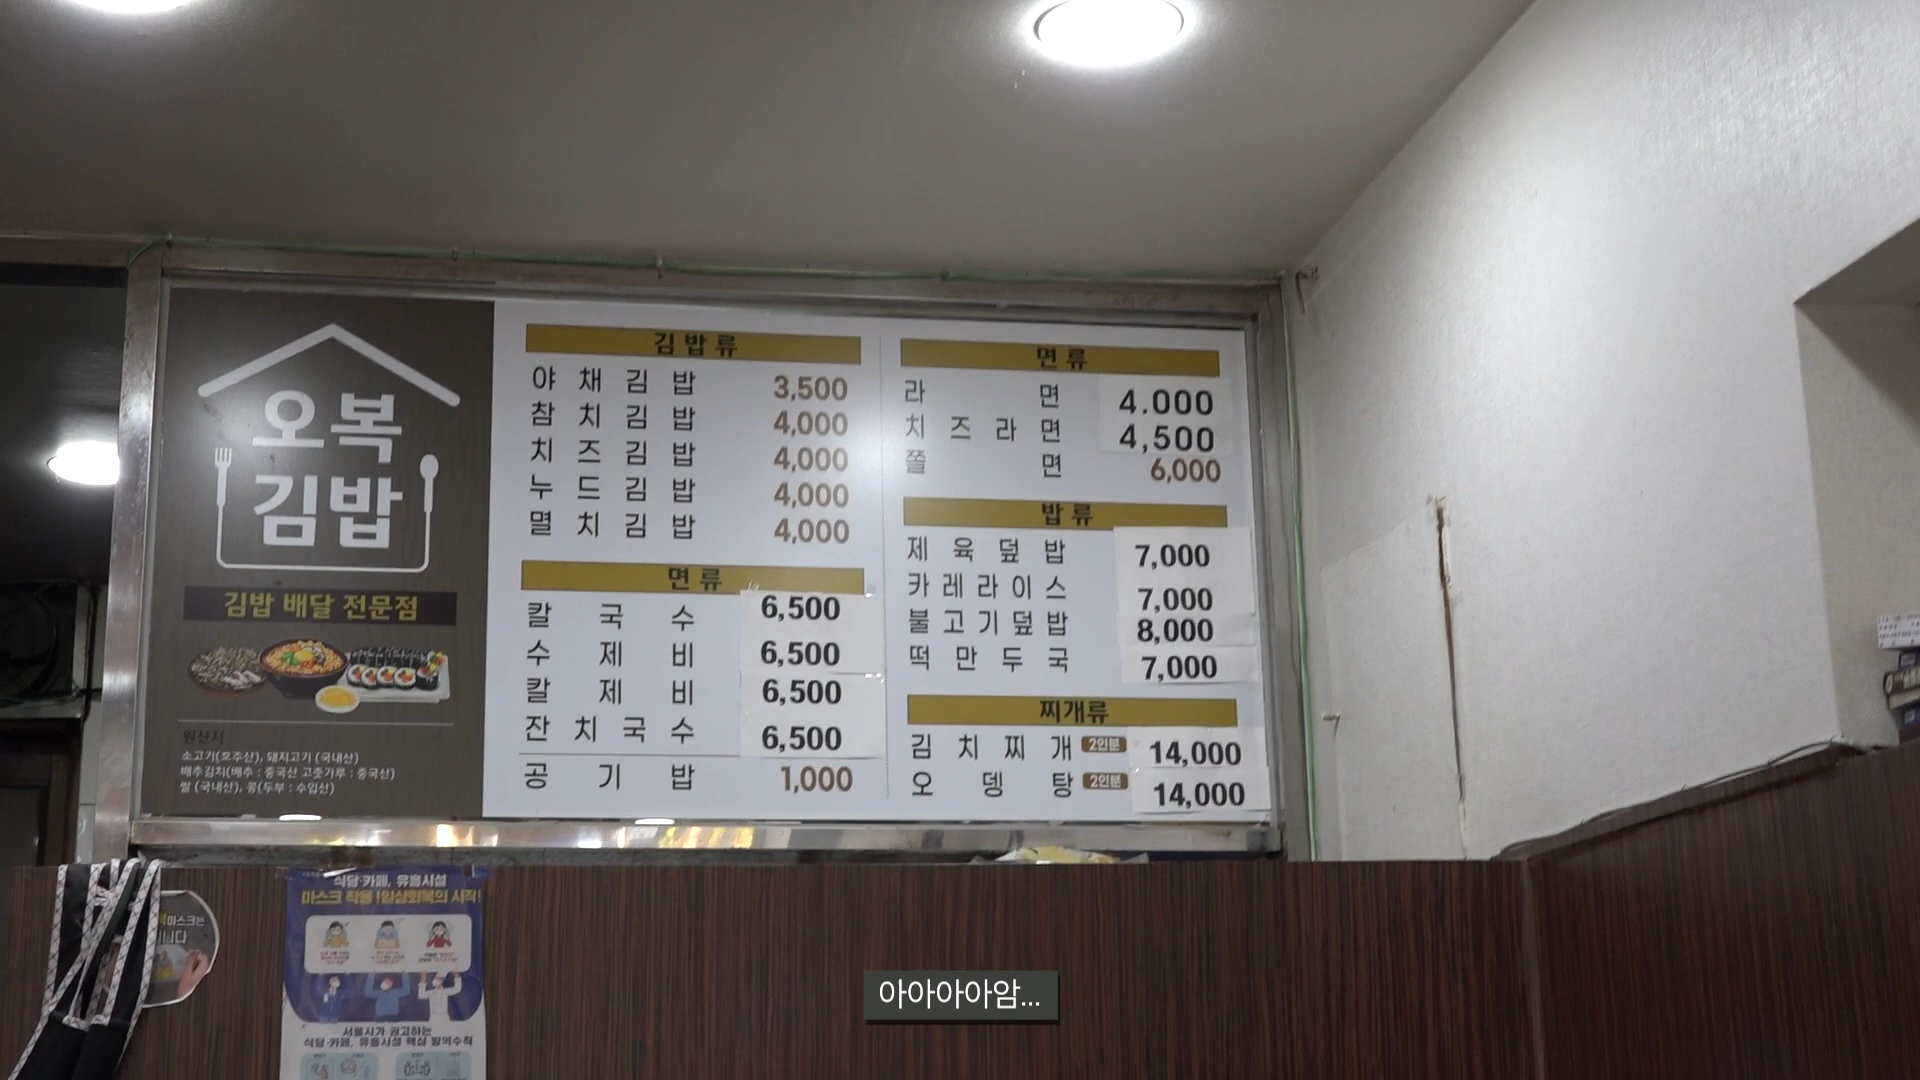 오복
김밥
김밥 배달 전문점
원산지
소고기(호주산), 돼지고기 (국내산)
배추김치(배추 : 중국산 고춧가루 : 중국산)
쌀 (국내산), 콩(두부 : 수입산)
김밥류
야채김밥 3,500
참치김밥 4,000
치즈김밥 4,000
누드김밥 4,000
멸치김밥 4,000
면류
칼국수 6,500
수제비 6,500
칼제비 6,500
잔치국수 6,500
공기밥 1,000
면류
라면 4.000
치즈라면 4,500
쫄면 6,000
밥류
제육덮밥 7,000
카레라이스 7,000
불고기덮밥 8,000
떡만두국 7,000
찌개류
김치찌개 2인분 14,000
오뎅탕 2인분 14,000
마스크는
니다
식당·카페, 유흥시설
마스크 착용 !일상회복의 시작!
서울시가 권고하는
식당·카페, 유흥시설 핵심 방역수칙
아아아아암...